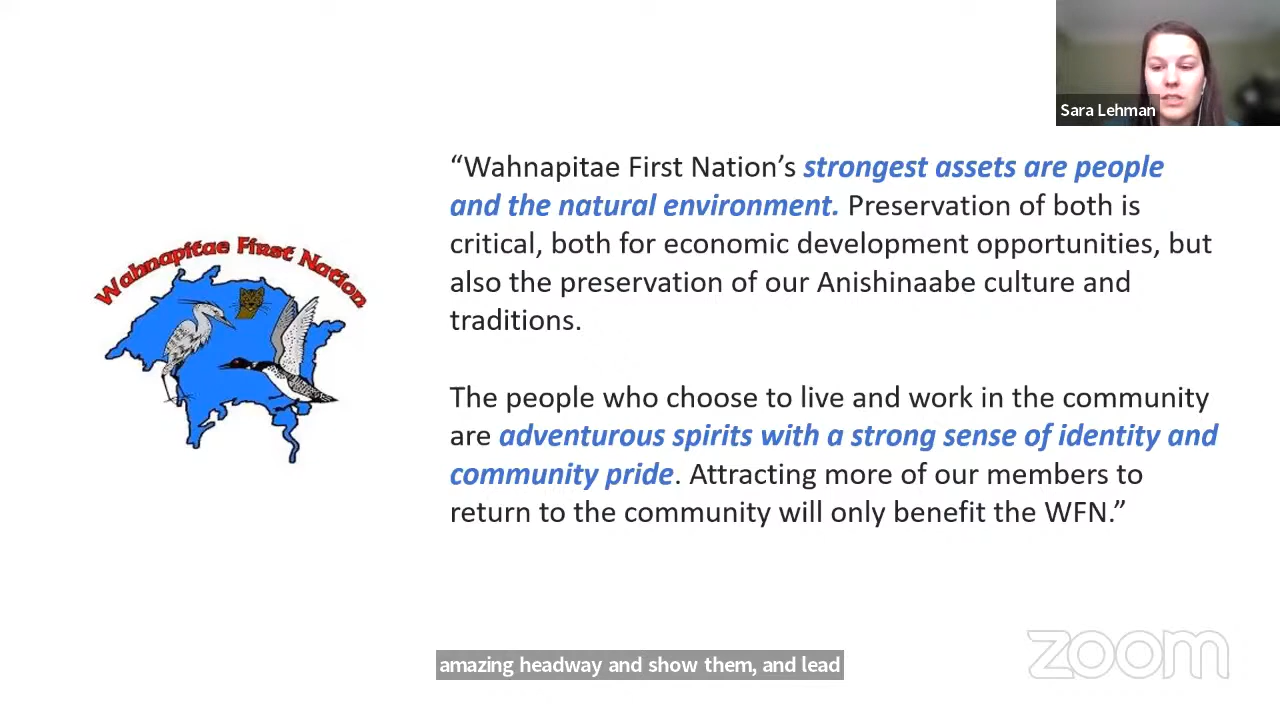 Sara Lehman
Wahnapitae First Nation
“Wahnapitae First Nation’s strongest assets are people
and the natural environment. Preservation of both is
critical, both for economic development opportunities, but
also the preservation of our Anishinaabe culture and
traditions.
The people who choose to live and work in the community
are adventurous spirits with a strong sense of identity and
community pride. Attracting more of our members to
return to the community will only benefit the WFN.”
amazing headway and show them, and lead
zoom